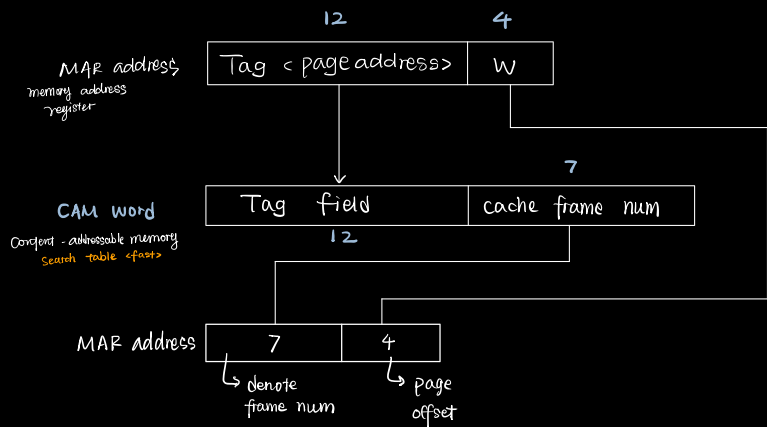 12
4
MAR address
Tag <page address>
W
memory address
register
7
CAM word
Tag field
cache frame num
Content - addressable memory
12
Search table <fast>
MAR address
7
4
denote
frame num
page
offset